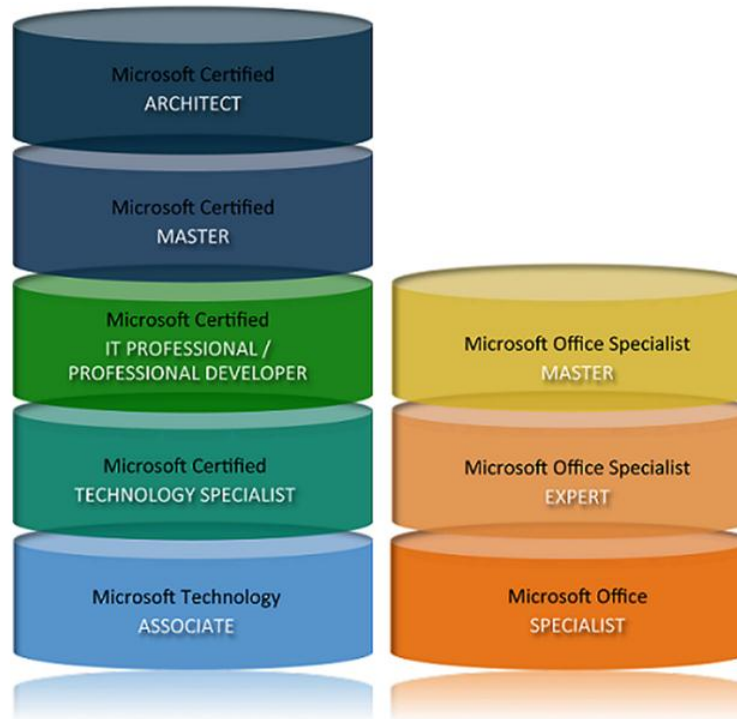 Microsoft Certified
ARCHITECT
Microsoft Certified
MASTER
Microsoft Certified
IT PROFESSIONAL /
PROFESSIONAL DEVELOPER
Microsoft Certified
TECHNOLOGY SPECIALIST
Microsoft Technology
ASSOCIATE
Microsoft Office Specialist
MASTER
Microsoft Office Specialist
EXPERT
Microsoft Office
SPECIALIST